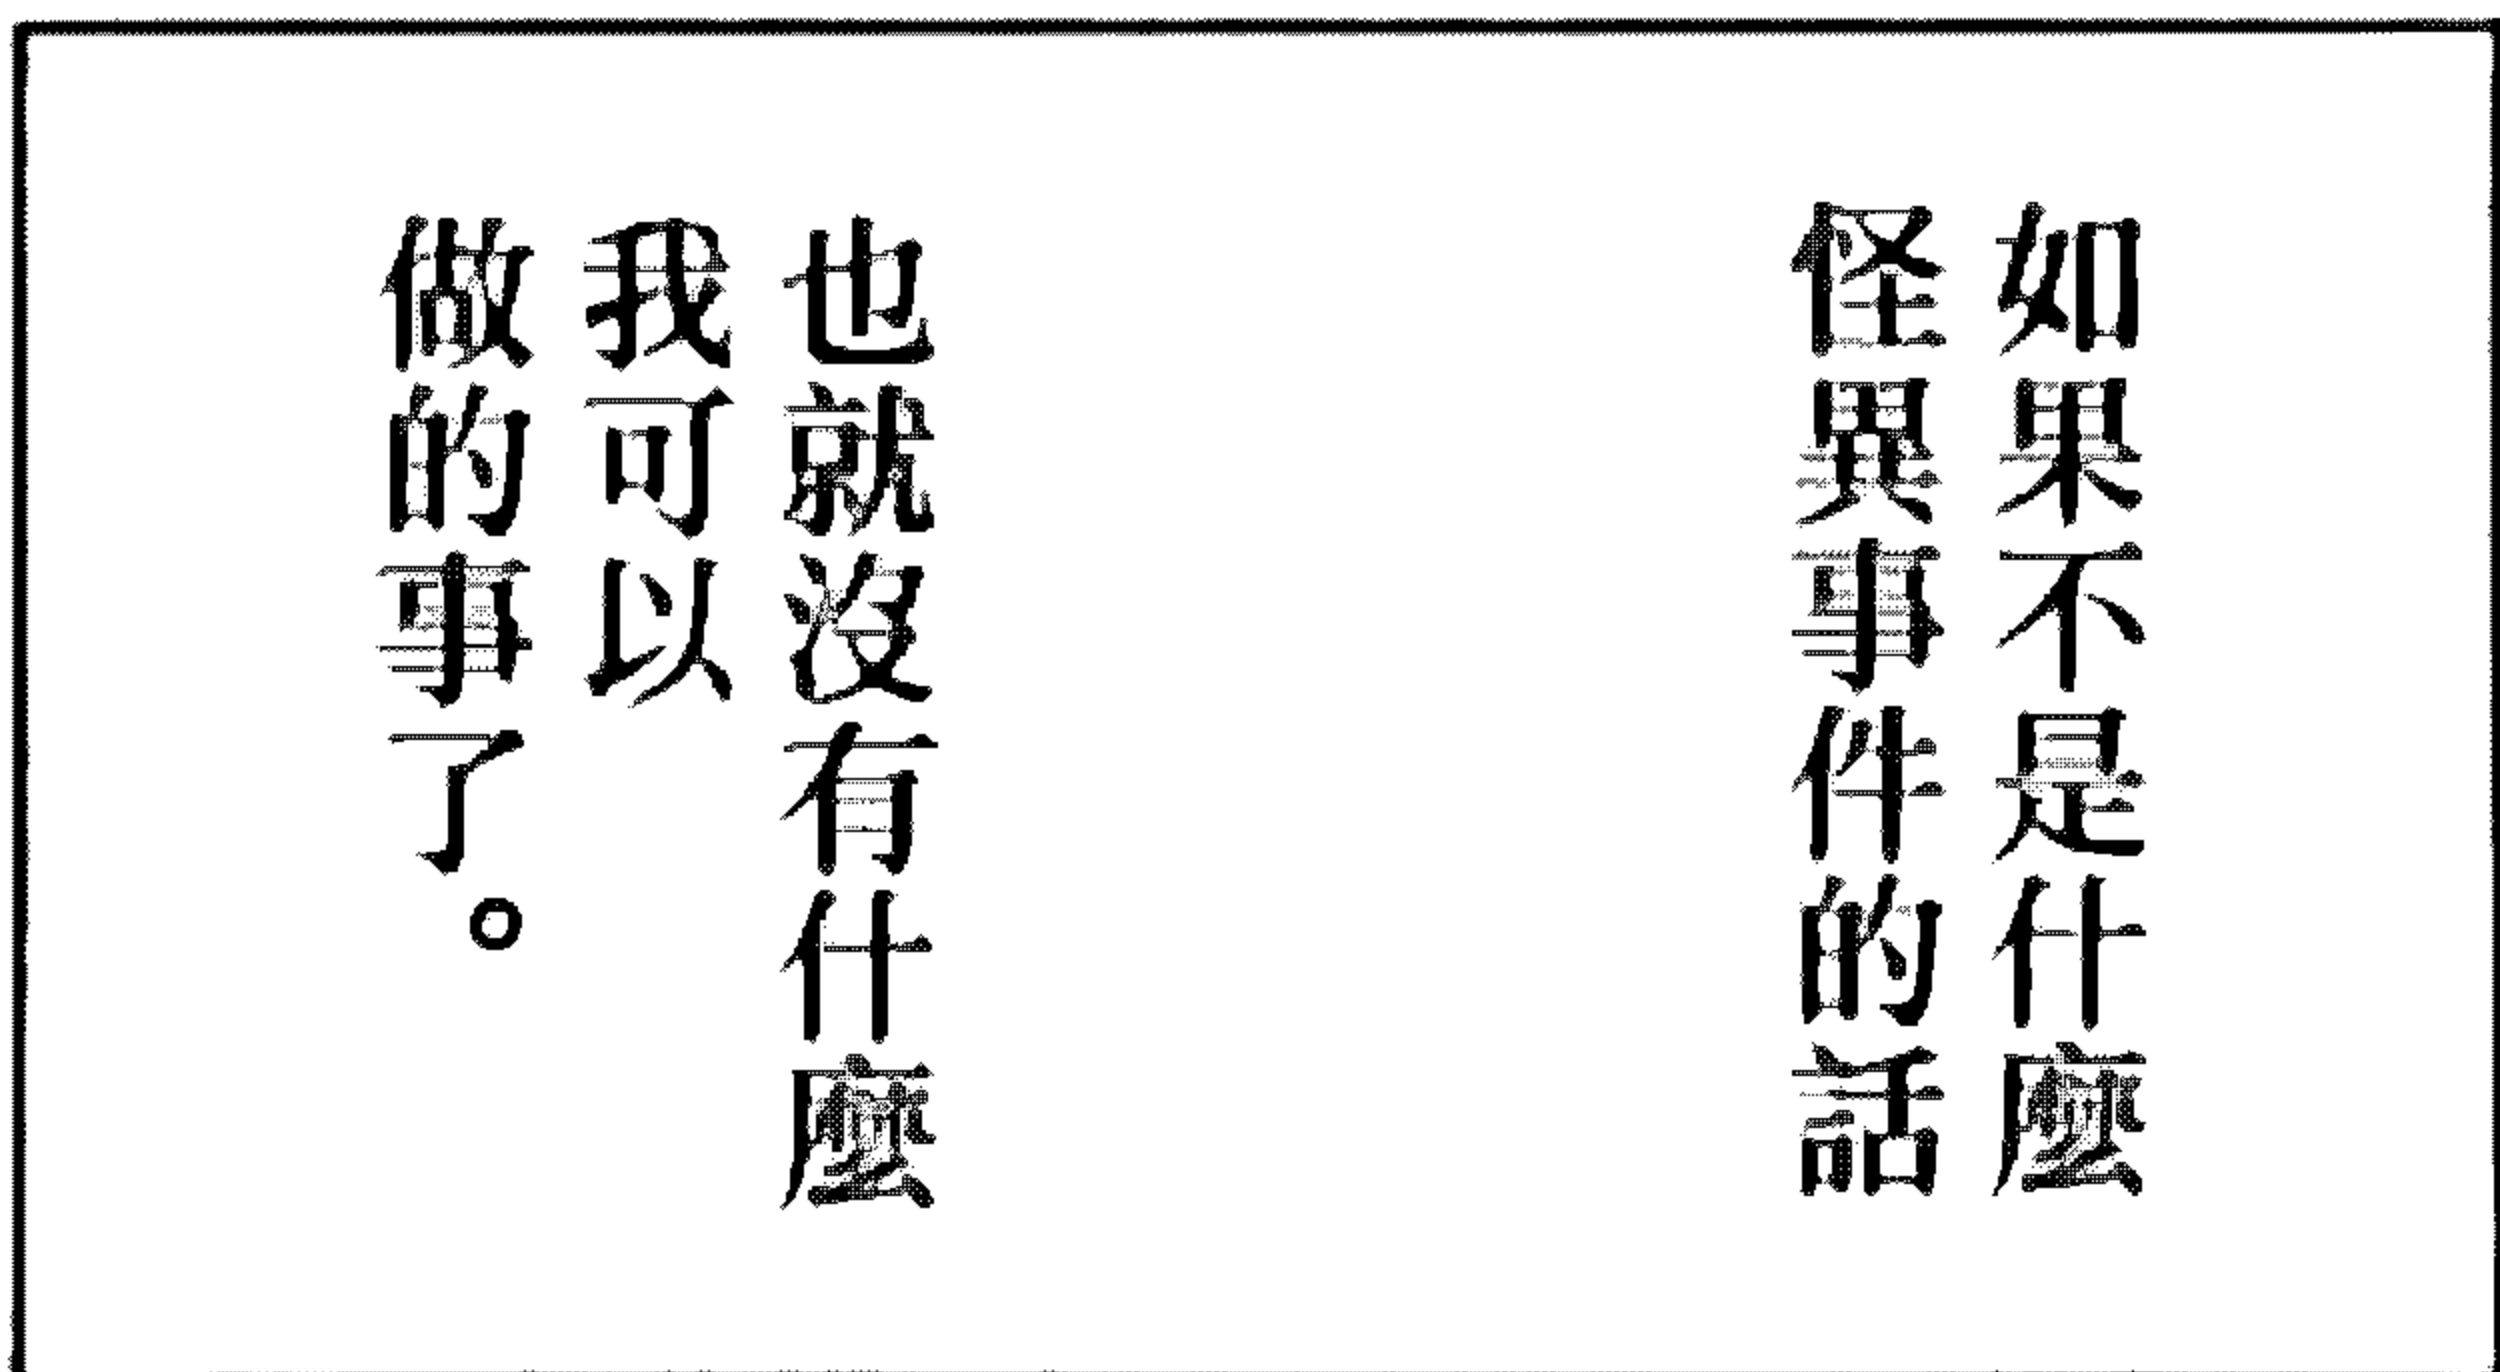 如果不是什麼
怪異事件的話
也就沒有什麼
我可以
做的事了。